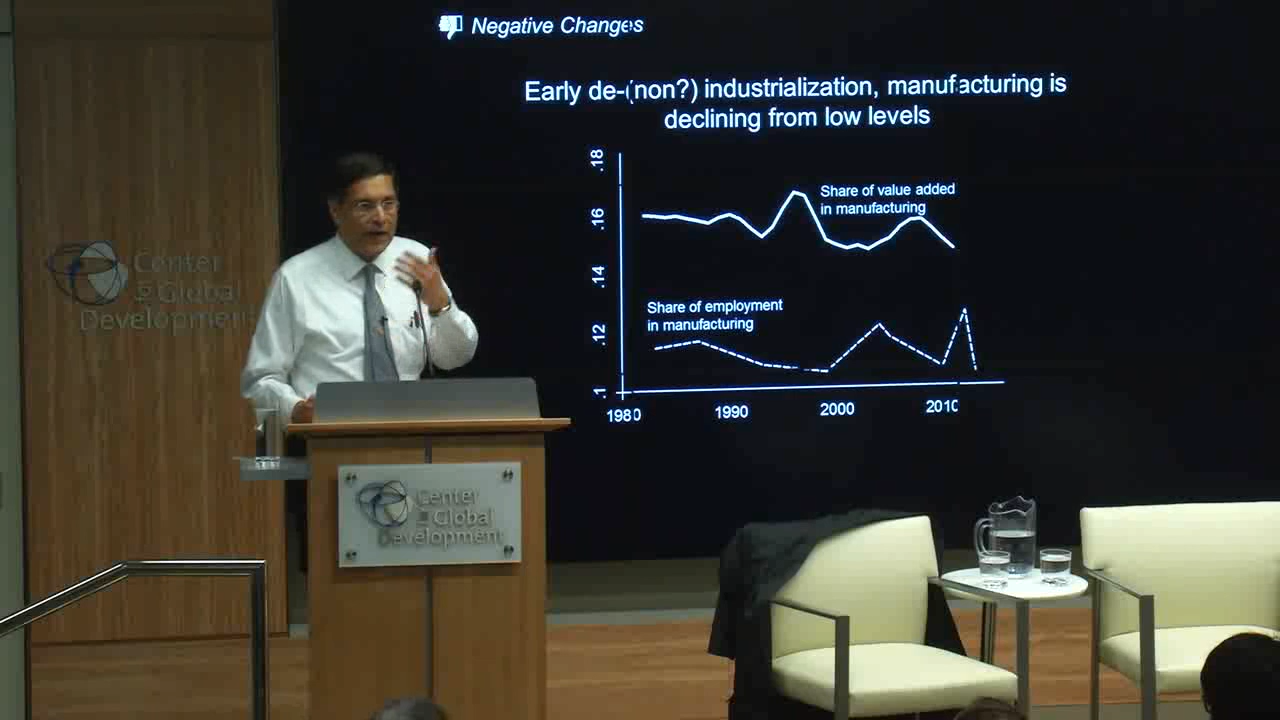 Negative Changes
Early de-(non?) industrialization, manufacturing is
declining from low levels
.18
.16
.14
.12
.1
Share of value added
in manufacturing
Share of employment
in manufacturing
1980
1990
2000
2010
Center
for Global
Development
Center
for Global
Development